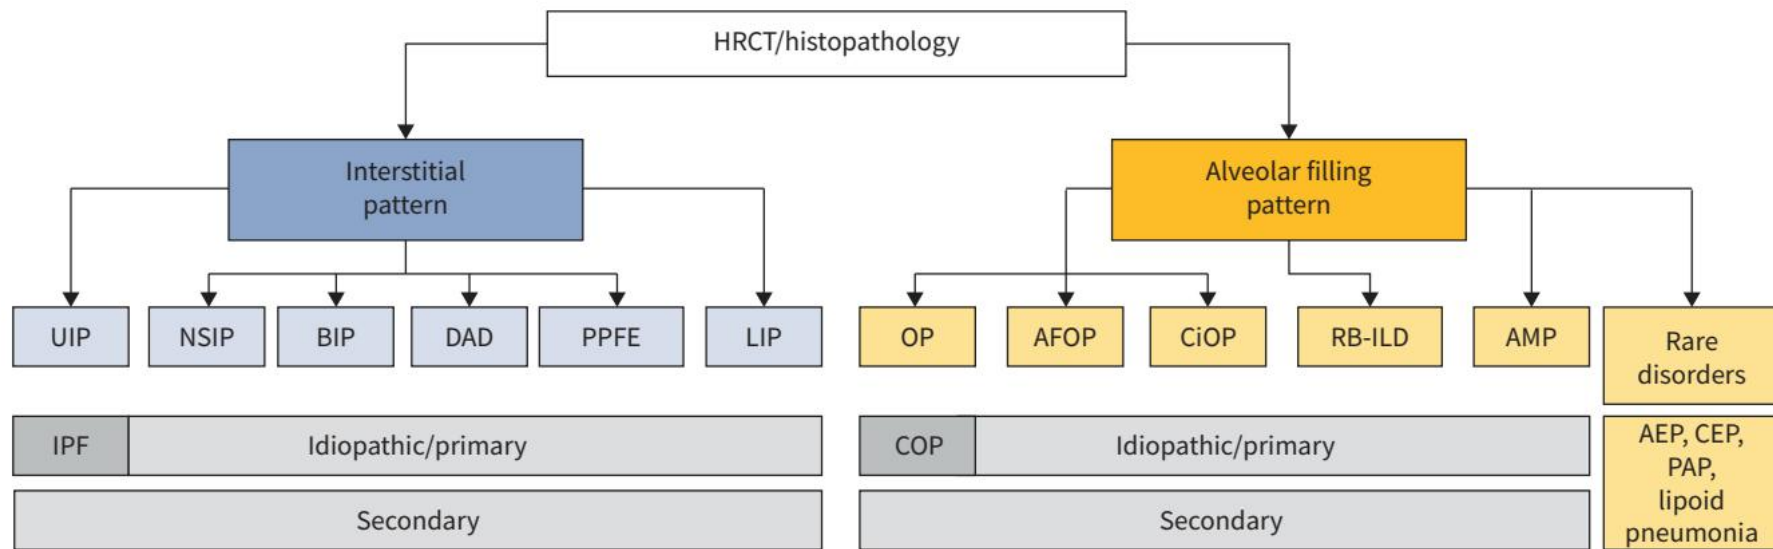 HRCT/histopathology
Interstitial
pattern
Alveolar filling
pattern
UIP
NSIP
BIP
DAD
PPFE
LIP
OP
AFOP
CiOP
RB-ILD
AMP
Rare
disorders
IPF
Idiopathic/primary
COP
Idiopathic/primary
AEP, CEP,
PAP,
lipoid
pneumonia
Secondary
Secondary